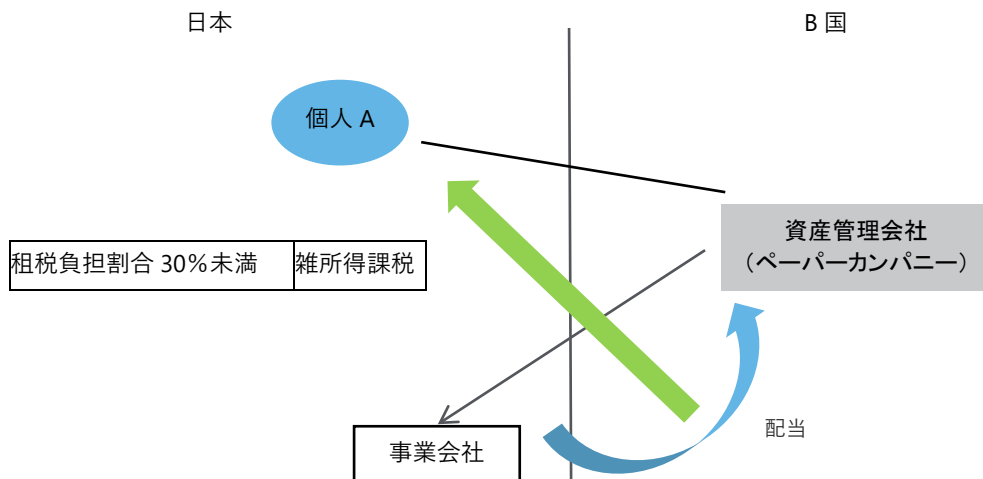 日本
B 国
個人 A
資産管理会社
（ペーパーカンパニー）
租税負担割合 30％未満
雑所得課税
配当
事業会社